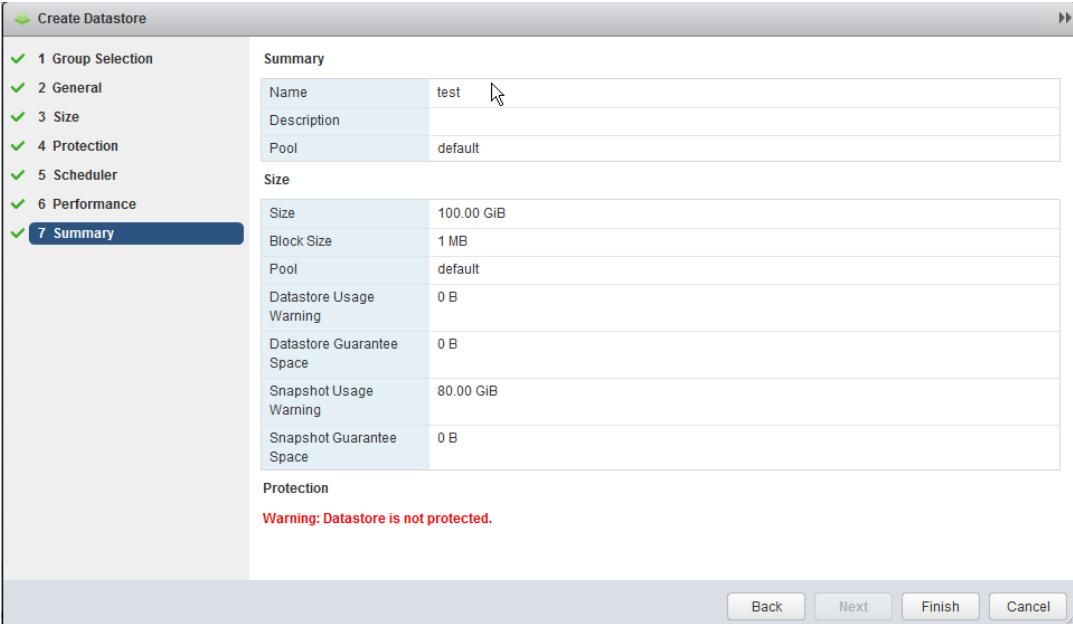 Create Datastore
1 Group Selection
2 General
3 Size
4 Protection
5 Scheduler
6 Performance
7 Summary
Summary
Name test
Description
Pool default
Size
Size 100.00 GiB
Block Size 1 MB
Pool default
Datastore Usage 0 B
Warning
Datastore Guarantee 0 B
Space
Snapshot Usage 80.00 GiB
Warning
Snapshot Guarantee 0 B
Space
Protection
Warning: Datastore is not protected.
Back Next Finish Cancel